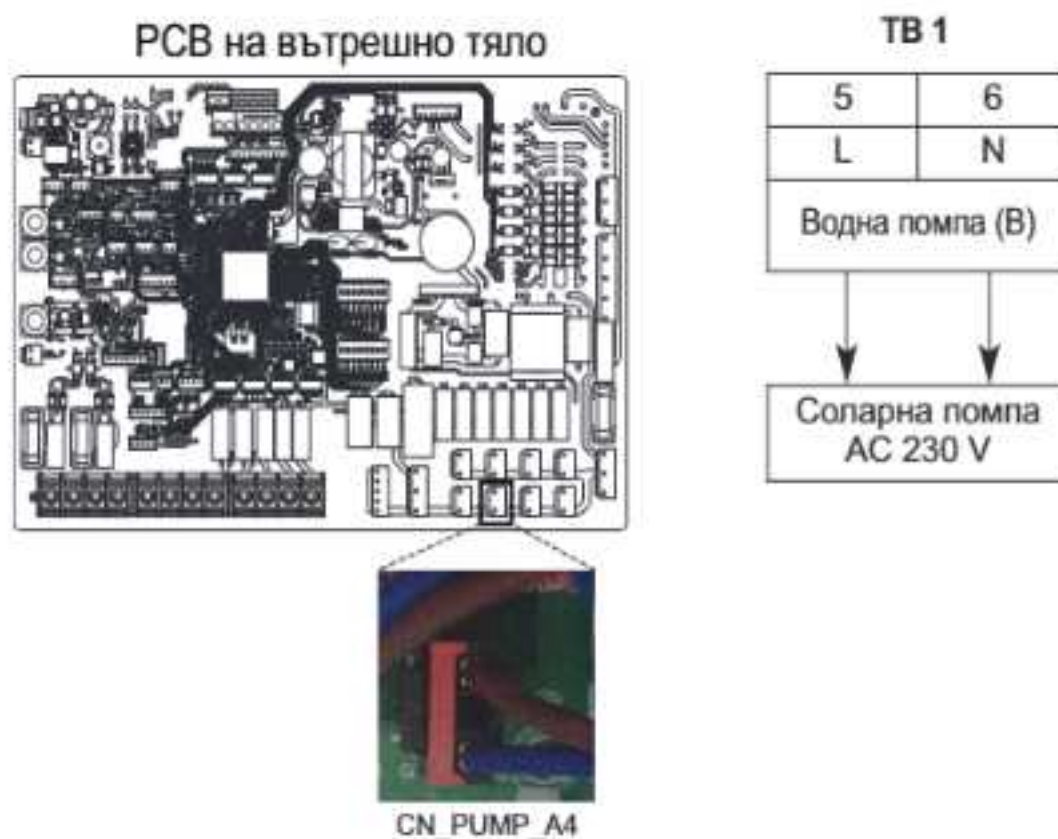 PCB на вътрешно тяло
TB 1
5 6
L N
Водна помпа (B)
Соларна помпа
AC 230 V
CN_PUMP_A4